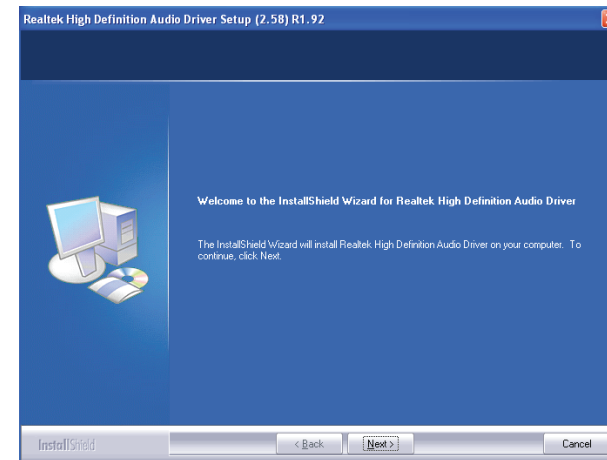 Realtek High Definition Audio Driver Setup (2.58) R1.92
Welcome to the InstallShield Wizard for Realtek High Definition Audio Driver
The InstallShield Wizard will install Realtek High Definition Audio Driver on your computer. To
continue, click Next.
InstallShield
< Back
Next >
Cancel